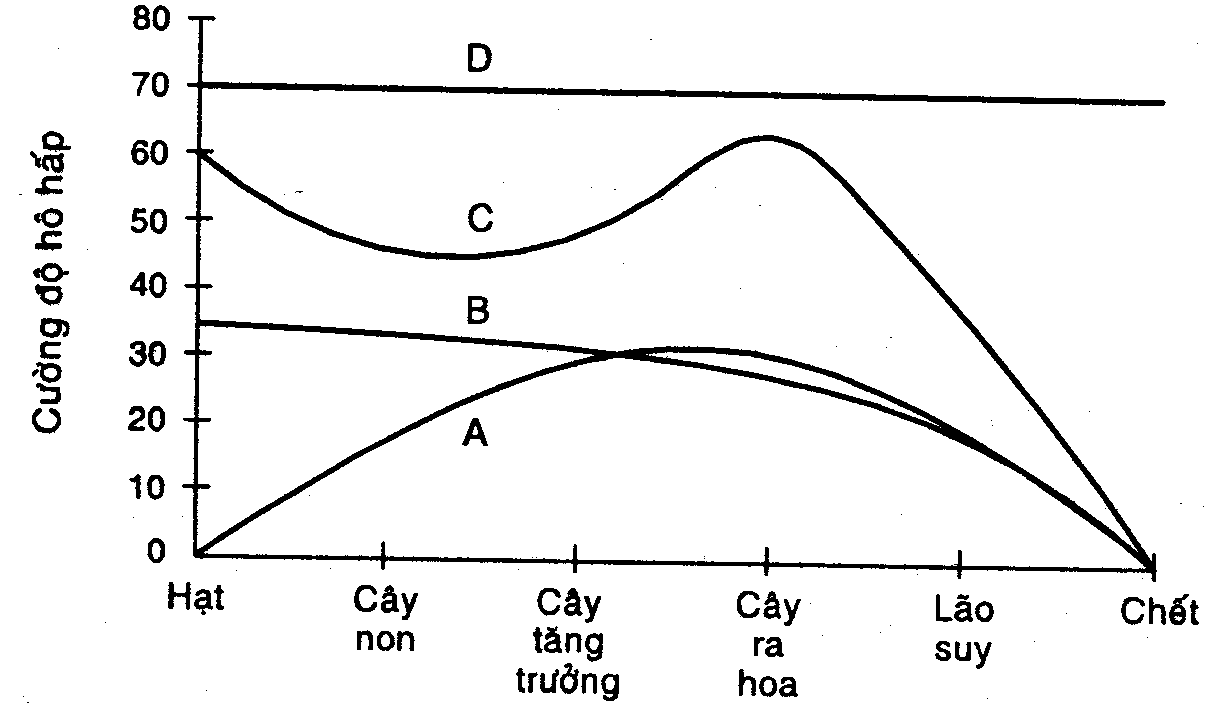 80
D
70
60
C
50
40
B
30
20
A
10
0
Cường độ hô hấp
Hạt
Cây
non
Cây
tăng
trưởng
Cây
ra
hoa
Lão
suy
Chết